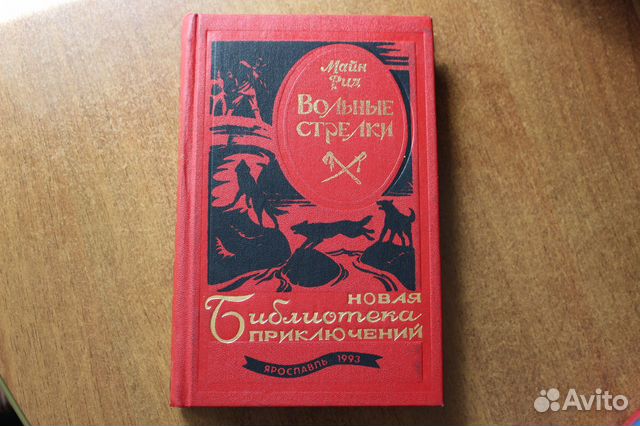 Майн
Рид
Вольные
стрелки
Новая
Библиотека
приключений
Ярославль 1993
Avito